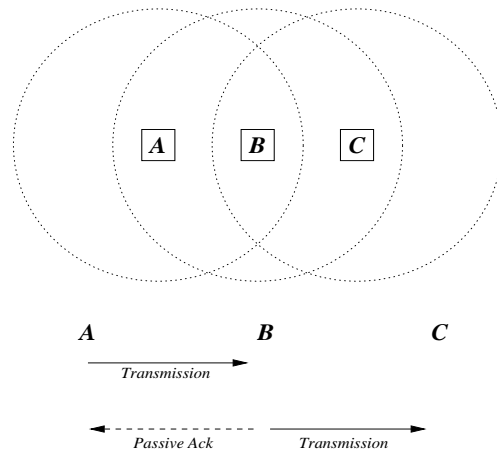 A B C
A B C
Transmission
Passive Ack Transmission